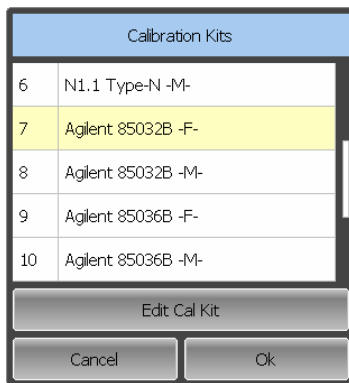 Calibration Kits
6 N1.1 Type-N -M-
7 Agilent 85032B -F-
8 Agilent 85032B -M-
9 Agilent 85036B -F-
10 Agilent 85036B -M-
Edit Cal Kit
Cancel Ok